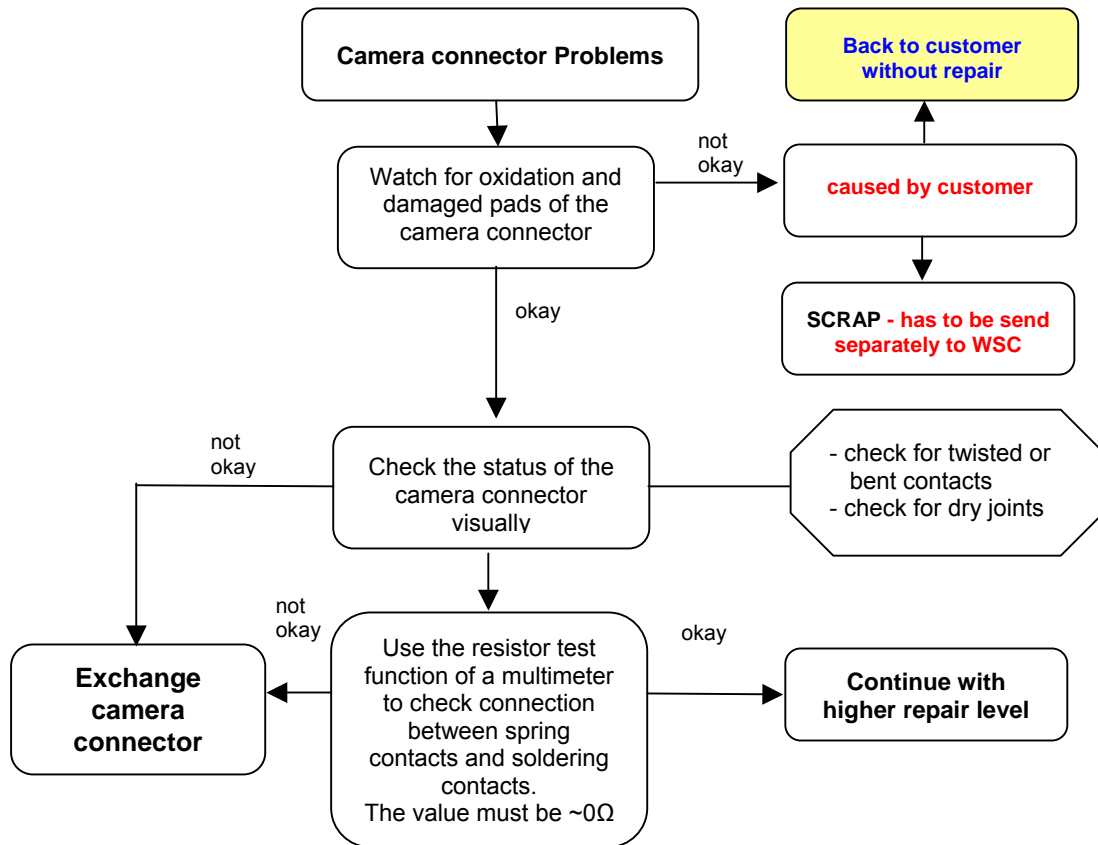 Camera connector Problems
Back to customer
without repair
not
okay
Watch for oxidation and
damaged pads of the
camera connector
caused by customer
okay
SCRAP - has to be send
separately to WSC
not
okay
Check the status of the
camera connector
visually
- check for twisted or
bent contacts
- check for dry joints
not
okay
okay
Use the resistor test
function of a multimeter
to check connection
between spring
contacts and soldering
contacts.
The value must be ~0Ω
Exchange
camera
connector
Continue with
higher repair level